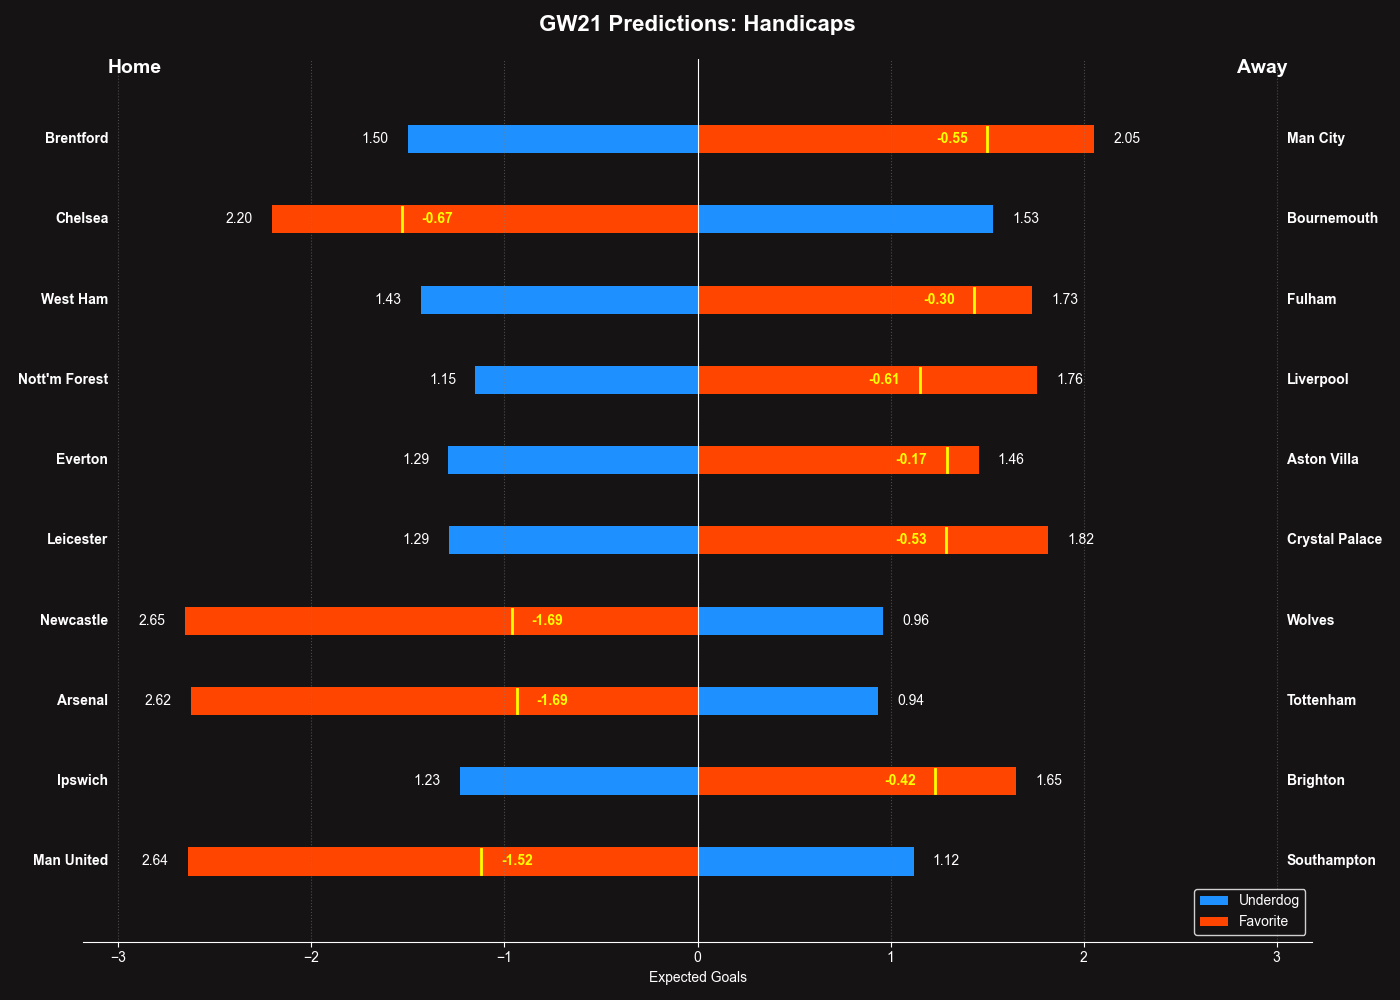 GW21 Predictions: Handicaps
Home Away
Brentford 1.50 -0.55 2.05 Man City
Chelsea 2.20 -0.67 1.53 Bournemouth
West Ham 1.43 -0.30 1.73 Fulham
Nott'm Forest 1.15 -0.61 1.76 Liverpool
Everton 1.29 -0.17 1.46 Aston Villa
Leicester 1.29 -0.53 1.82 Crystal Palace
Newcastle 2.65 -1.69 0.96 Wolves
Arsenal 2.62 -1.69 0.94 Tottenham
Ipswich 1.23 -0.42 1.65 Brighton
Man United 2.64 -1.52 1.12 Southampton
Underdog
Favorite
−3 −2 −1 0 1 2 3
Expected Goals